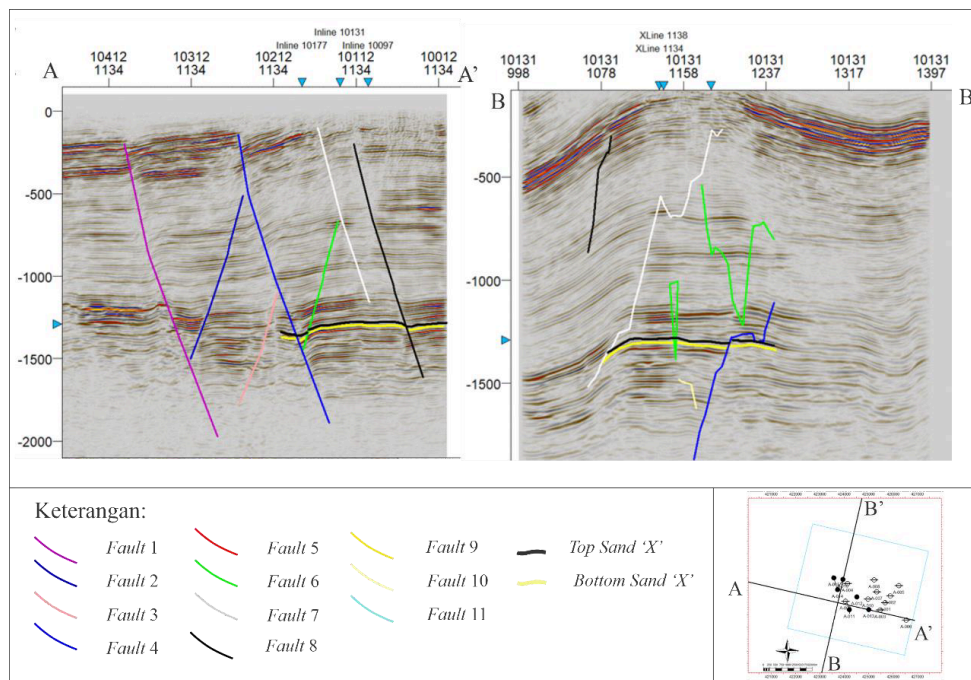 Inline 10131
Inline 10177 Inline 10097
10412 10312 10212 10112 10012
1134 1134 1134 1134 1134
A A'
0
-500
-1000
-1500
-2000
XLine 1138
XLine 1134
10131 10131 10131 10131 10131 10131
998 1078 1158 1237 1317 1397
B B
-500
-1000
-1500
Keterangan:
Fault 1
Fault 2
Fault 3
Fault 4
Fault 5
Fault 6
Fault 7
Fault 8
Fault 9
Fault 10
Fault 11
Top Sand ‘X’
Bottom Sand ‘X’
B'
A
A'
B